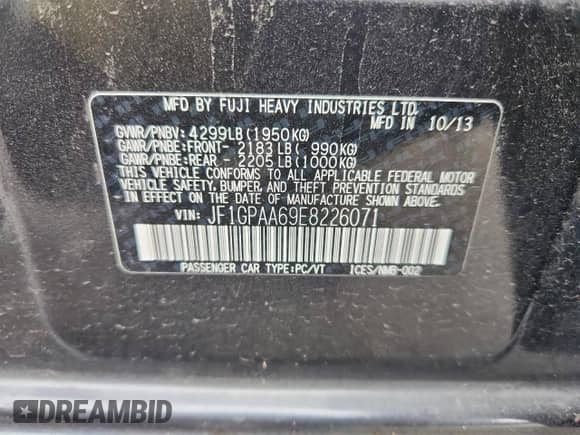 MFD BY FUJI HEAVY INDUSTRIES LTD.
MFD IN 10/13
GVWR/PNBV: 4299LB (1950KG)
GAWR/PNBE:FRONT- 2183 LB ( 990KG)
GAWR/PNBE:REAR - 2205 LB (1000KG)
THIS VEHICLE CONFORMS TO ALL APPLICABLE FEDERAL MOTOR
VEHICLE SAFETY, BUMPER, AND THEFT PREVENTION STANDARDS
IN EFFECT ON THE DATE OF MANUFACTURE SHOWN ABOVE.
VIN: JF1GPAA69E8226071
PASSENGER CAR TYPE:PC/VT ICES/NMB-002
DREAMBID